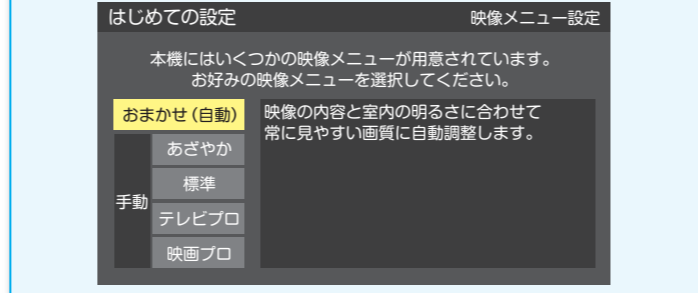 はじめての設定 映像メニュー設定
本機にはいくつかの映像メニューが用意されています。
お好みの映像メニューを選択してください。
おまかせ(自動)
映像の内容と室内の明るさに合わせて
常に見やすい画質に自動調整します。
手動
あざやか
標準
テレビプロ
映画プロ